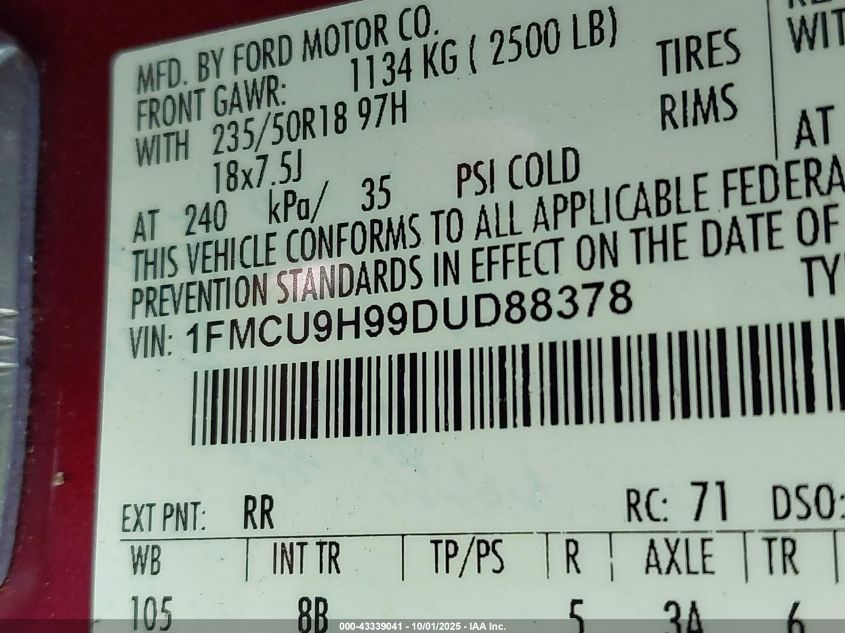 MFD. BY FORD MOTOR CO.
FRONT GAWR: 1134 KG ( 2500 LB)
WITH 235/50R18 97H TIRES
18x7.5J RIMS
AT 240 kPa/ 35 PSI COLD
THIS VEHICLE CONFORMS TO ALL APPLICABLE FEDERA
PREVENTION STANDARDS IN EFFECT ON THE DATE OF
VIN: 1FMCU9H99DUD88378
TY
WIT
AT
EXT PNT: RR RC: 71 DSO:
WB INT TR TP/PS R AXLE TR
105 8B 5 3A 6
000-43339041 - 10/01/2025 - IAA Inc.